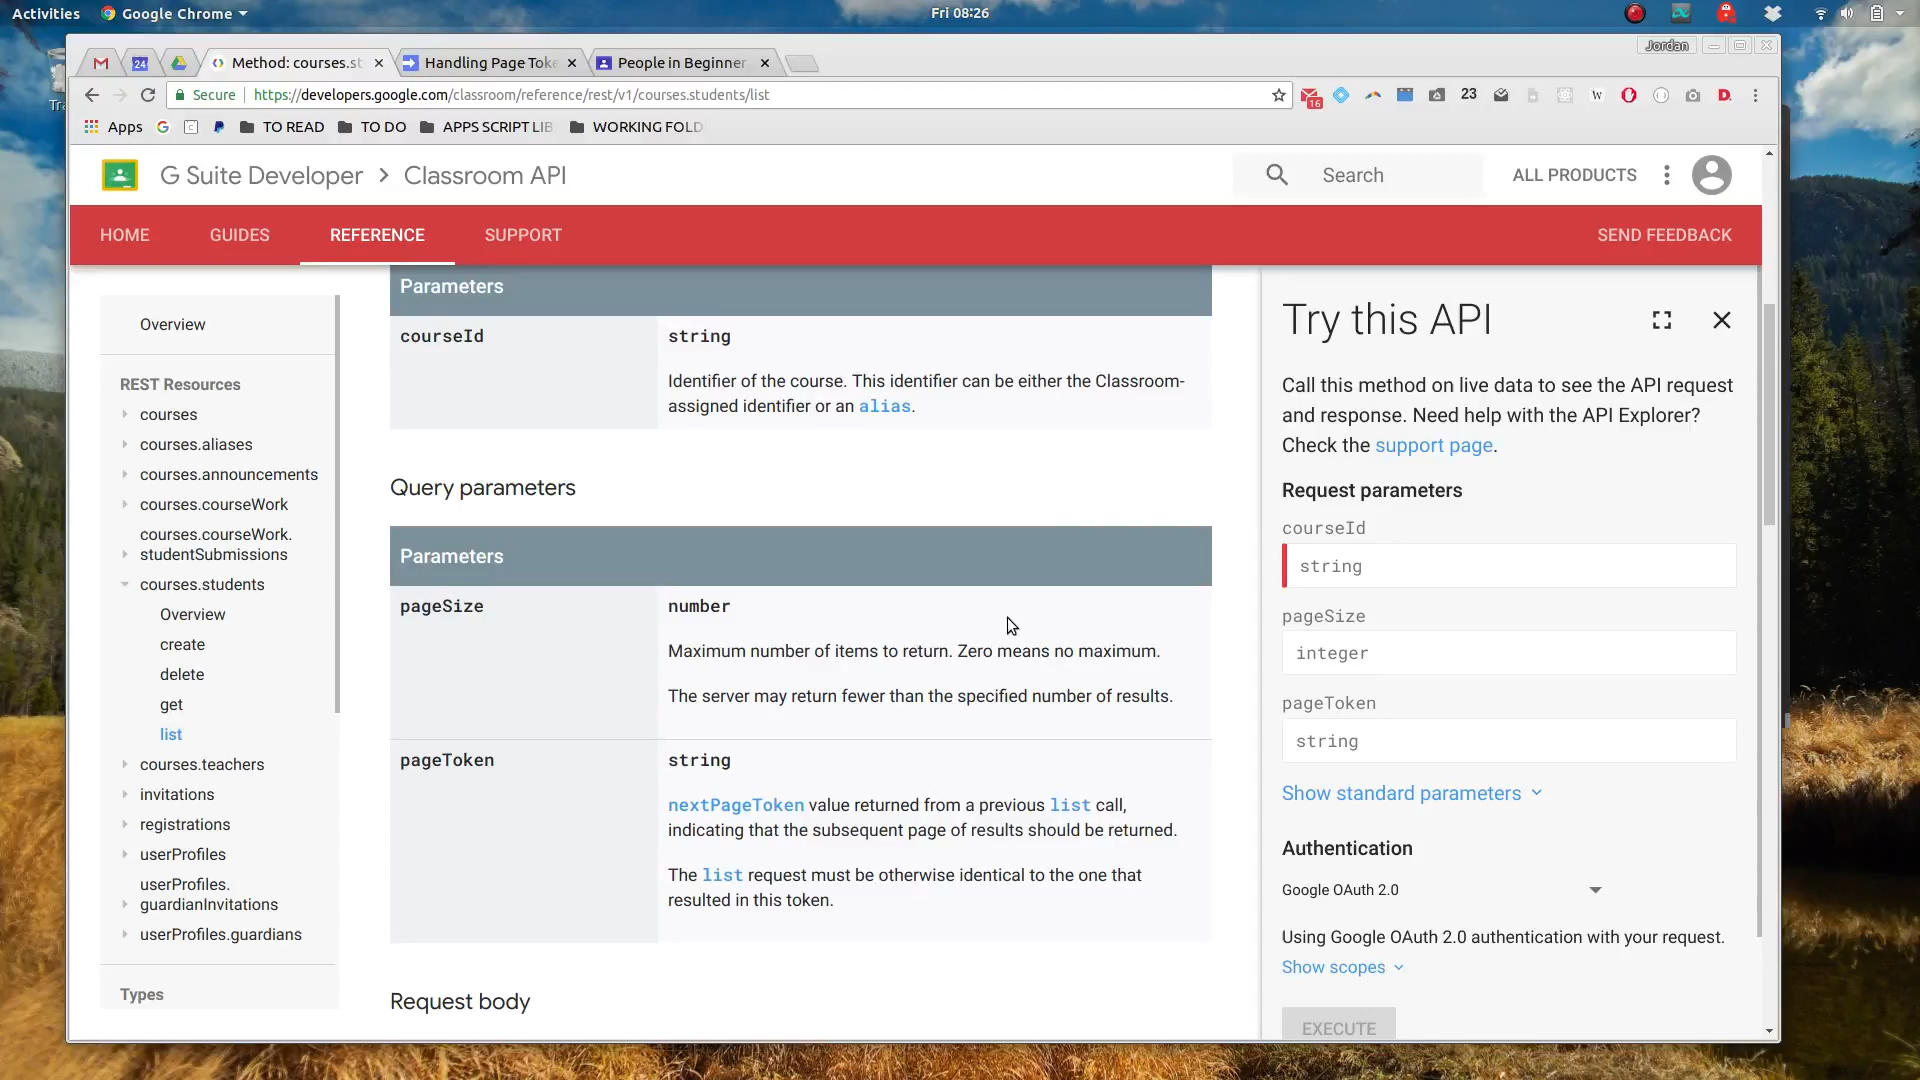 Activities
Google Chrome
Fri 08:26
Jordan
24
Method: courses.st
Handling Page Toke
People in Beginner
Secure
https://developers.google.com/classroom/reference/rest/v1/courses.students/list
16
23
W
D.
Apps
TO READ
TO DO
APPS SCRIPT LIB
WORKING FOLD
G Suite Developer > Classroom API
Search
ALL PRODUCTS
HOME
GUIDES
REFERENCE
SUPPORT
SEND FEEDBACK
Overview
REST Resources
courses
courses.aliases
courses.announcements
courses.courseWork
courses.courseWork.
studentSubmissions
courses.students
Overview
create
delete
get
list
courses.teachers
invitations
registrations
userProfiles
userProfiles.
guardianInvitations
userProfiles.guardians
Types
Parameters
courseId
string
Identifier of the course. This identifier can be either the Classroom-
assigned identifier or an alias.
Query parameters
Parameters
pageSize
number
Maximum number of items to return. Zero means no maximum.
The server may return fewer than the specified number of results.
pageToken
string
nextPageToken value returned from a previous list call,
indicating that the subsequent page of results should be returned.
The list request must be otherwise identical to the one that
resulted in this token.
Request body
Try this API
Call this method on live data to see the API request
and response. Need help with the API Explorer?
Check the support page.
Request parameters
courseId
string
pageSize
integer
pageToken
string
Show standard parameters
Authentication
Google OAuth 2.0
Using Google OAuth 2.0 authentication with your request.
Show scopes
EXECUTE